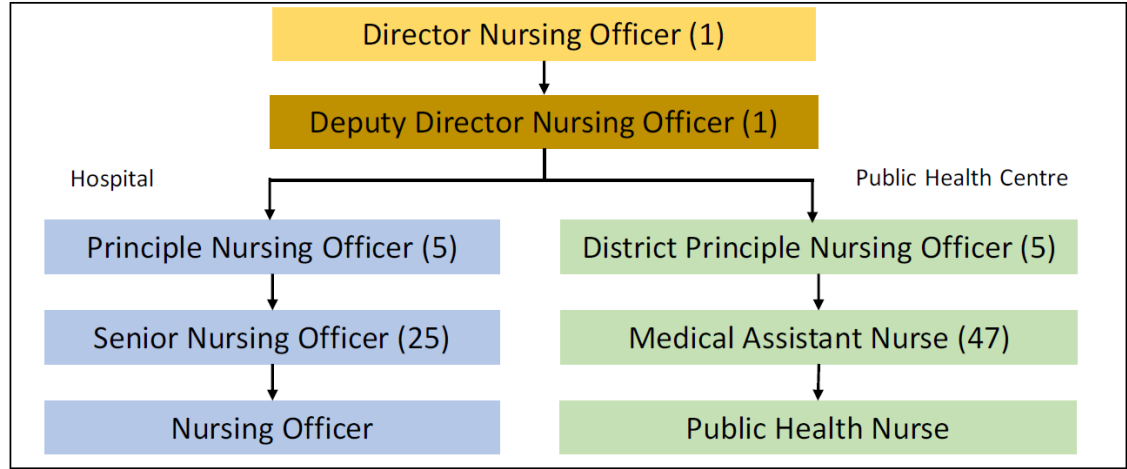 Director Nursing Officer (1)
Deputy Director Nursing Officer (1)
Hospital
Public Health Centre
Principle Nursing Officer (5)
District Principle Nursing Officer (5)
Senior Nursing Officer (25)
Medical Assistant Nurse (47)
Nursing Officer
Public Health Nurse